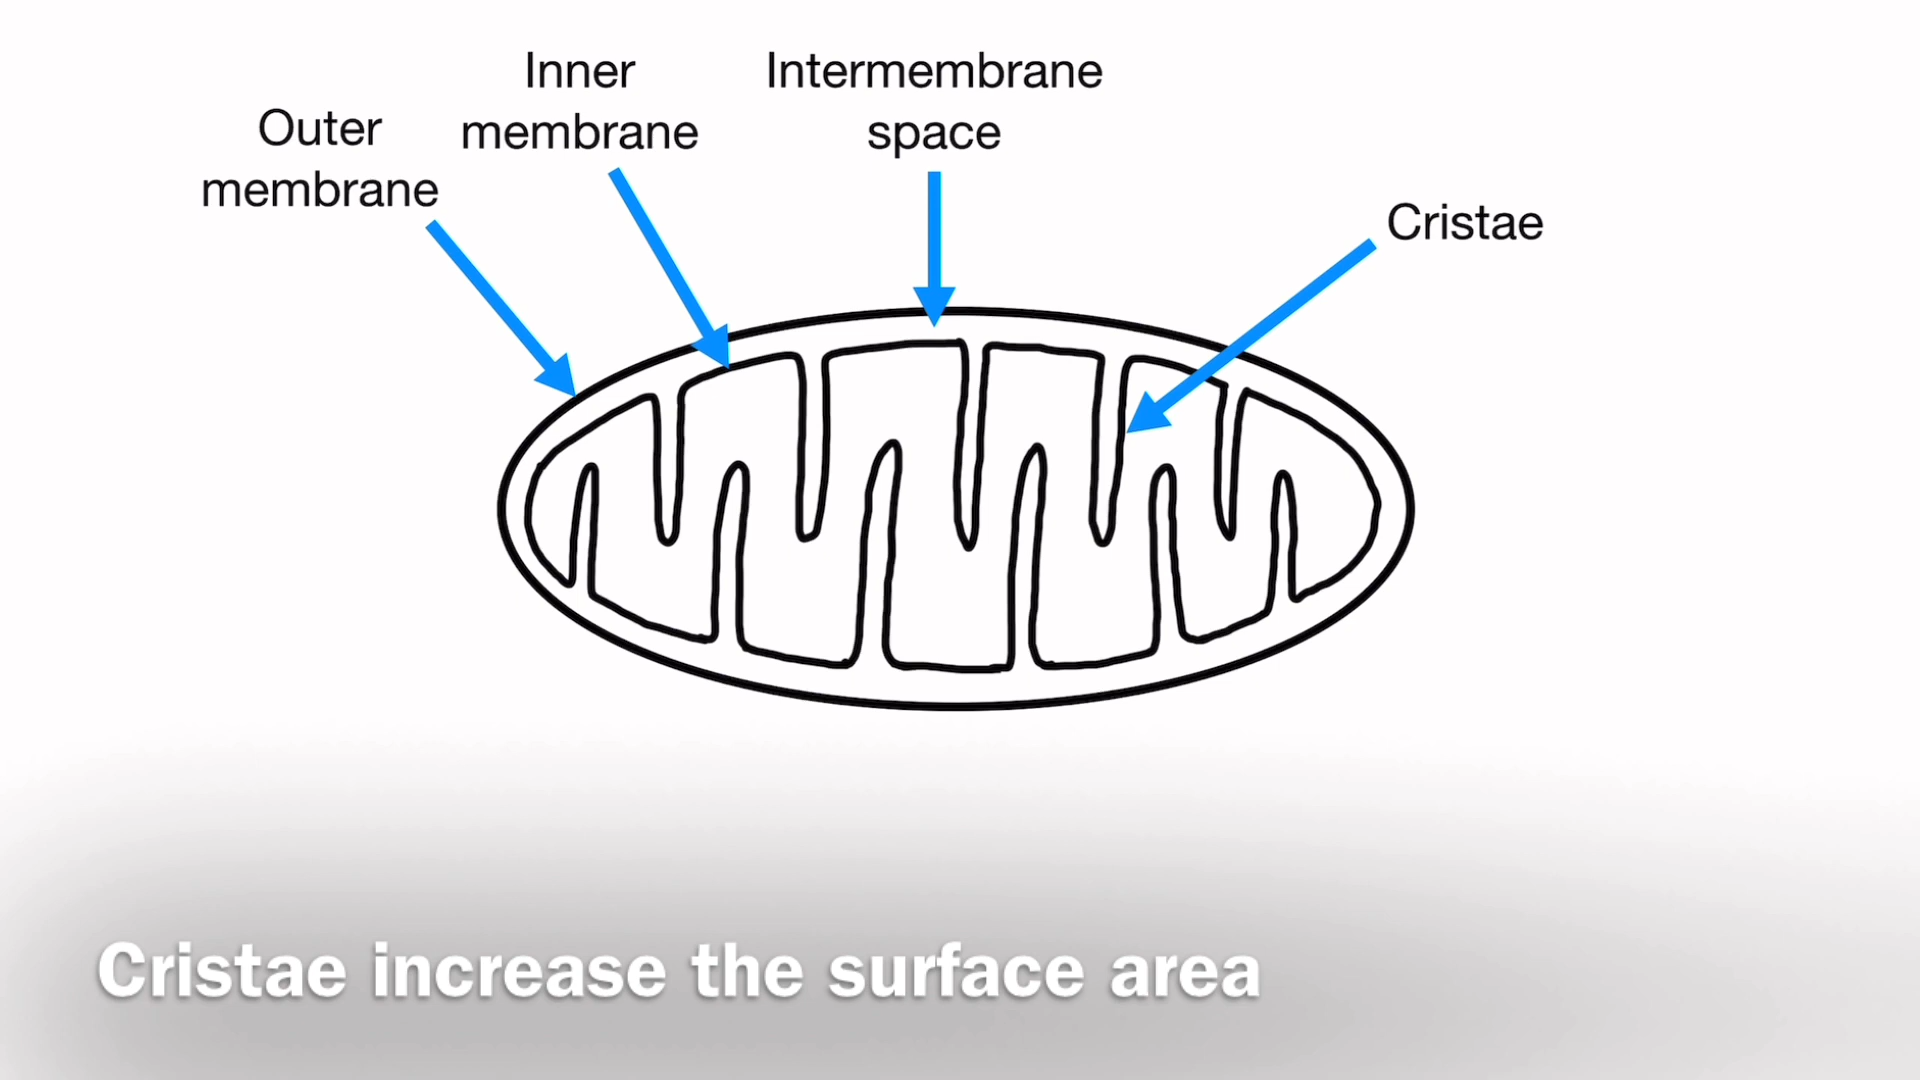 Outer
membrane
Inner
membrane
Intermembrane
space
Cristae
Cristae increase the surface area